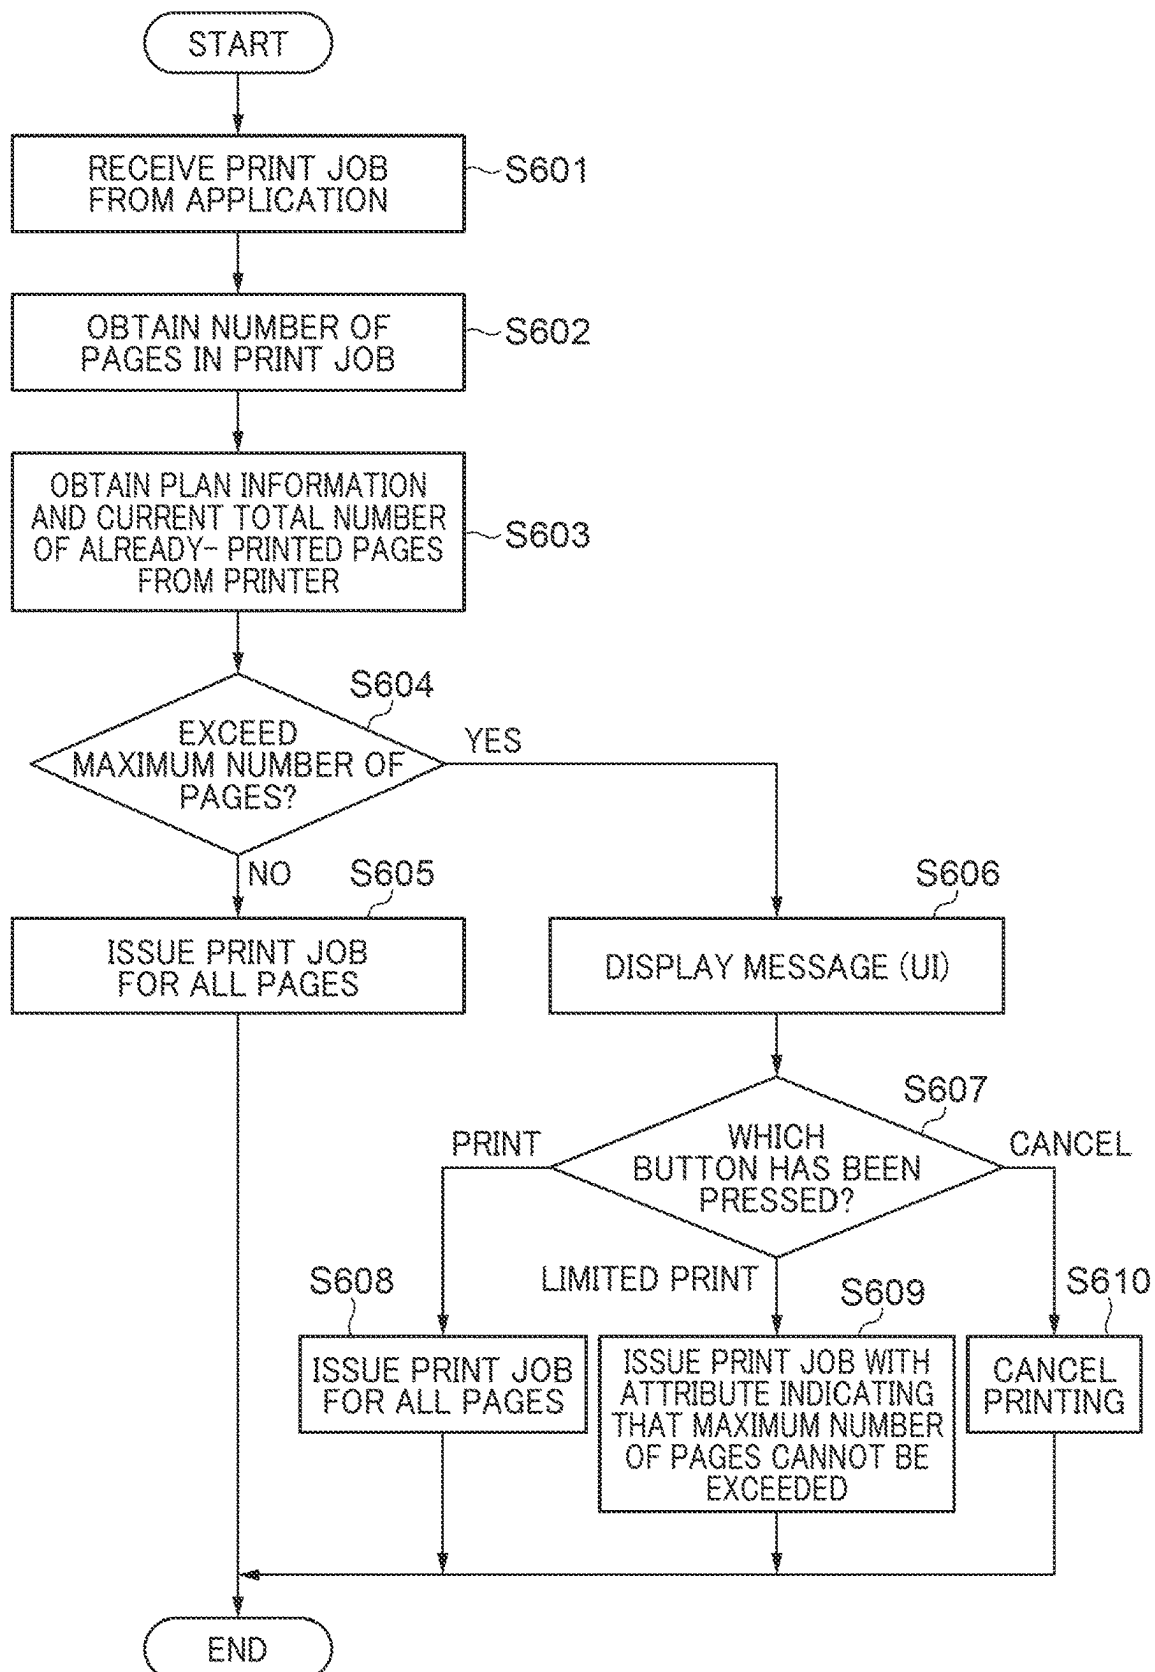 START
RECEIVE PRINT JOB
FROM APPLICATION
S601
OBTAIN NUMBER OF
PAGES IN PRINT JOB
S602
OBTAIN PLAN INFORMATION
AND CURRENT TOTAL NUMBER
OF ALREADY- PRINTED PAGES
FROM PRINTER
S603
S604
EXCEED
MAXIMUM NUMBER OF
PAGES?
YES
NO
S605
ISSUE PRINT JOB
FOR ALL PAGES
S606
DISPLAY MESSAGE (UI)
S607
WHICH
BUTTON HAS BEEN
PRESSED?
PRINT
CANCEL
LIMITED PRINT
S608
ISSUE PRINT JOB
FOR ALL PAGES
S609
ISSUE PRINT JOB WITH
ATTRIBUTE INDICATING
THAT MAXIMUM NUMBER
OF PAGES CANNOT BE
EXCEEDED
S610
CANCEL
PRINTING
END